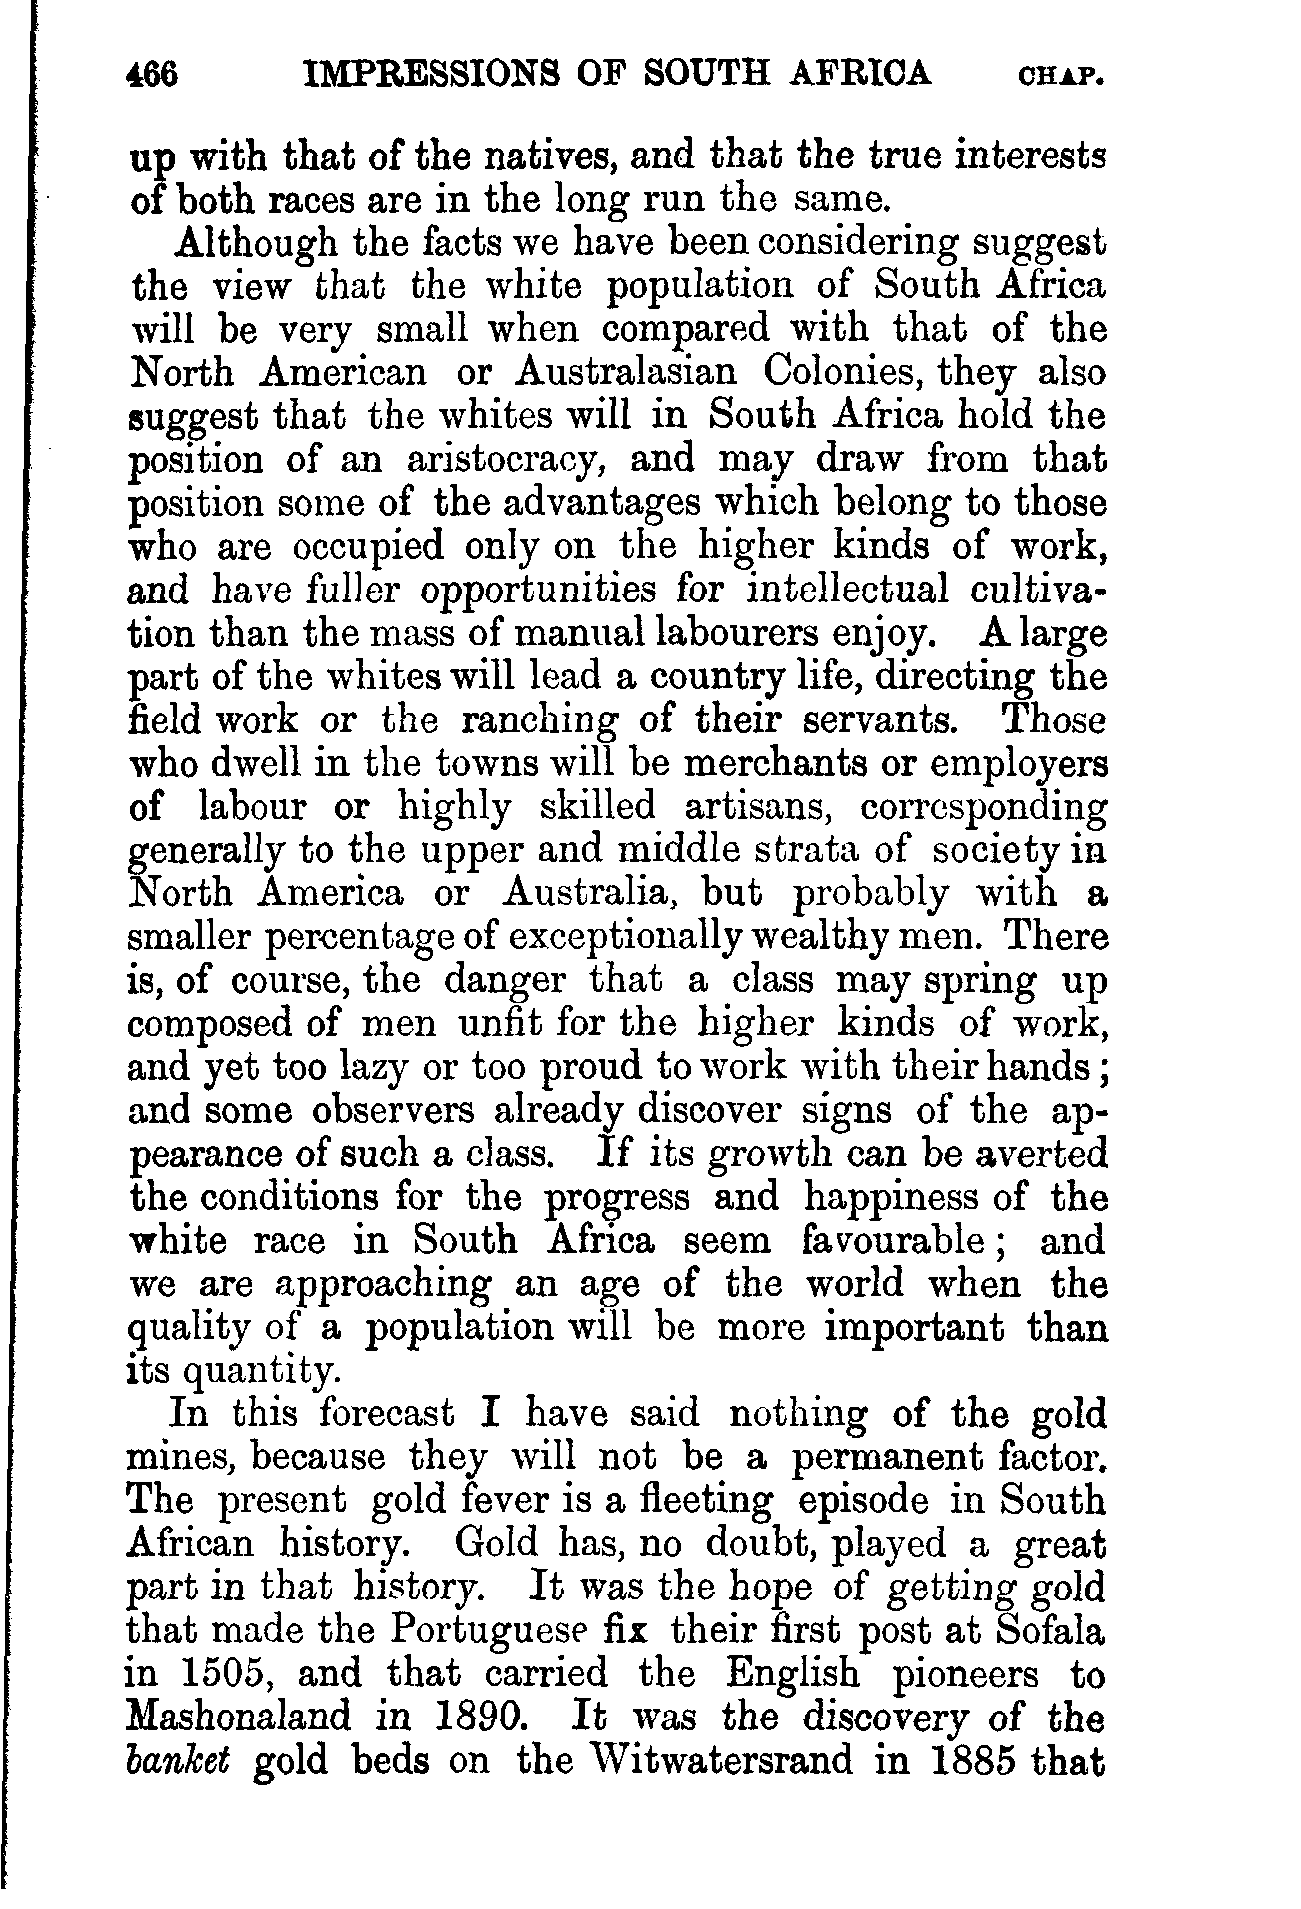 466 IMPRESSIONS OF SOUTH AFRICA CHAP.
up with that of the natives, and that the true interests
of both races are in the long run the same.
Although the facts we have been considering suggest
the view that the white population of South Africa
will be very small when compared with that of the
North American or Australasian Colonies, they also
suggest that the whites will in South Africa hold the
position of an aristocracy, and may draw from that
position some of the advantages which belong to those
who are occupied only on the higher kinds of work,
and have fuller opportunities for intellectual cultiva-
tion than the mass of manual labourers enjoy. A large
part of the whites will lead a country life, directing the
field work or the ranching of their servants. Those
who dwell in the towns will be merchants or employers
of labour or highly skilled artisans, corresponding
generally to the upper and middle strata of society in
North America or Australia, but probably with a
smaller percentage of exceptionally wealthy men. There
is, of course, the danger that a class may spring up
composed of men unfit for the higher kinds of work,
and yet too lazy or too proud to work with their hands;
and some observers already discover signs of the ap-
pearance of such a class. If its growth can be averted
the conditions for the progress and happiness of the
white race in South Africa seem favourable; and
we are approaching an age of the world when the
quality of a population will be more important than
its quantity.
In this forecast I have said nothing of the gold
mines, because they will not be a permanent factor.
The present gold fever is a fleeting episode in South
African history. Gold has, no doubt, played a great
part in that history. It was the hope of getting gold
that made the Portuguese fix their first post at Sofala
in 1505, and that carried the English pioneers to
Mashonaland in 1890. It was the discovery of the
banket gold beds on the Witwatersrand in 1885 that